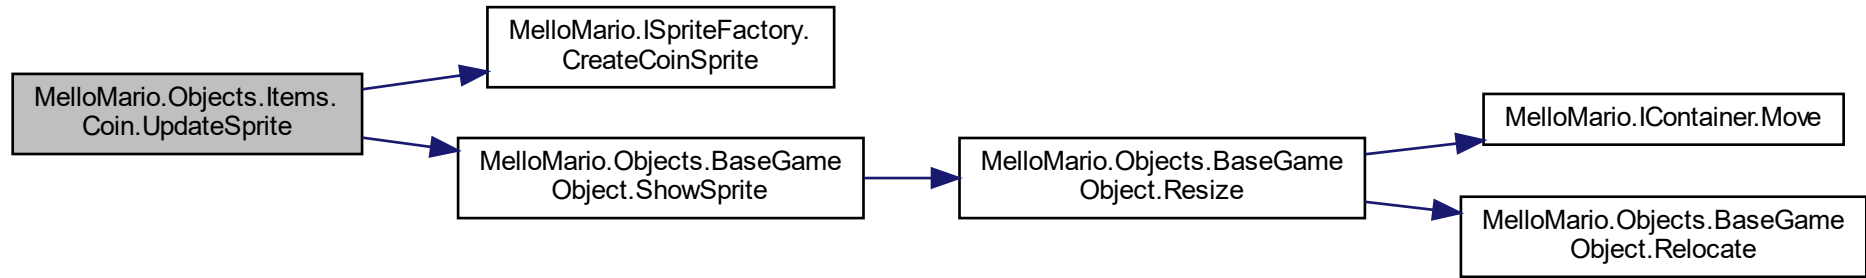 MelloMario.Objects.Items.
Coin.UpdateSprite
MelloMario.ISpriteFactory.
CreateCoinSprite
MelloMario.Objects.BaseGame
Object.ShowSprite
MelloMario.Objects.BaseGame
Object.Resize
MelloMario.IContainer.Move
MelloMario.Objects.BaseGame
Object.Relocate